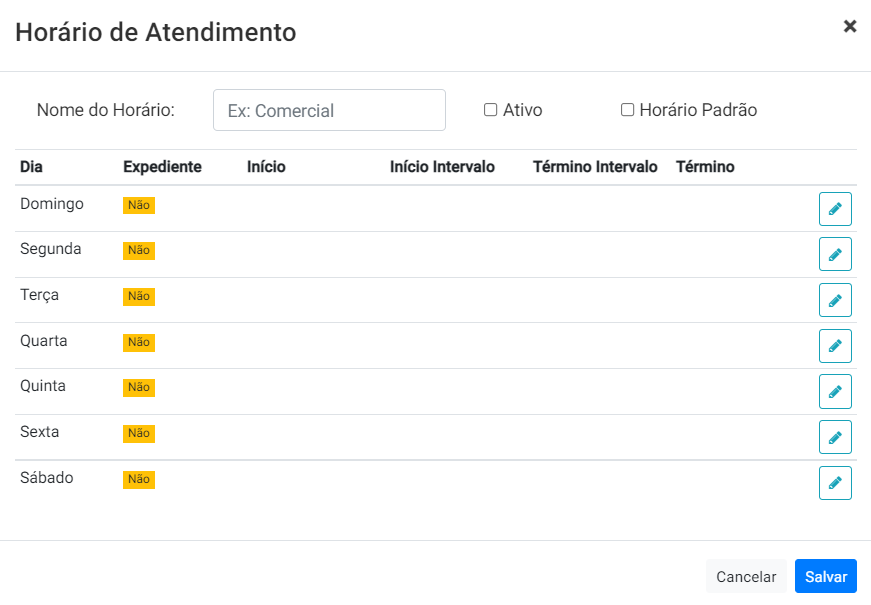 Horário de Atendimento
Nome do Horário: Ex: Comercial Ativo Horário Padrão
Dia Expediente Início Início Intervalo Término Intervalo Término
Domingo Não
Segunda Não
Terça Não
Quarta Não
Quinta Não
Sexta Não
Sábado Não
Cancelar Salvar